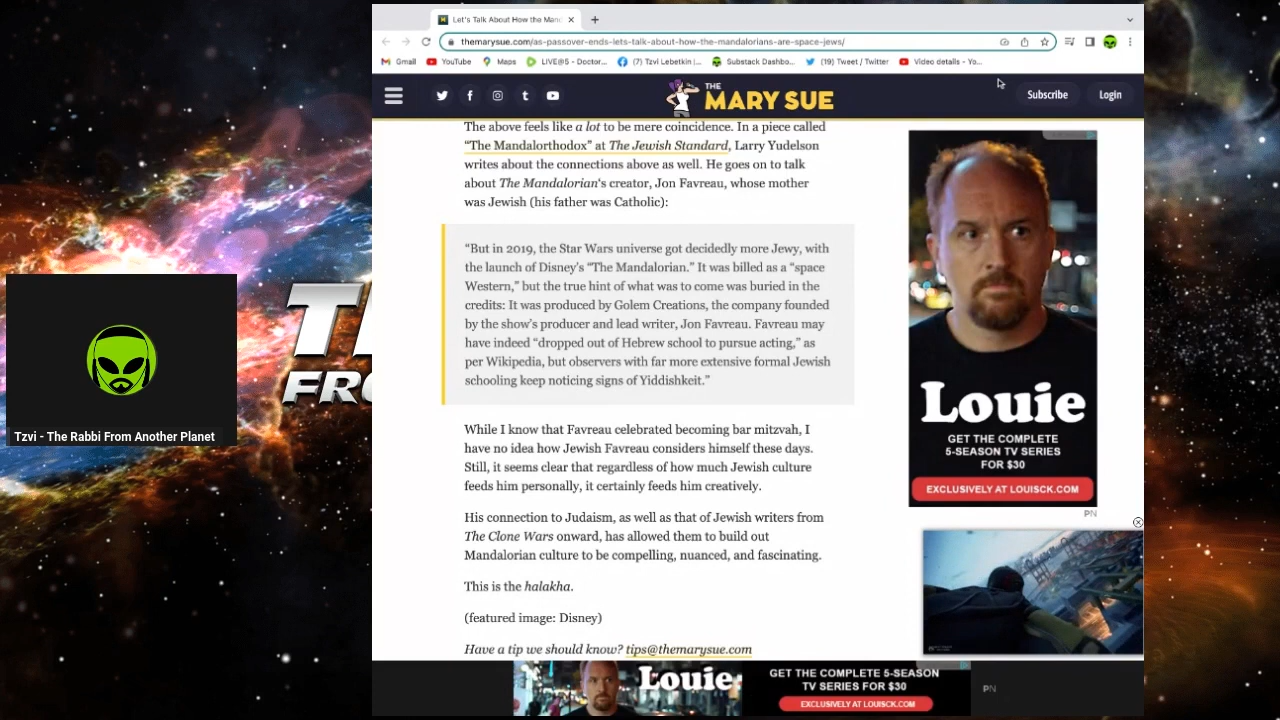 Let's Talk About How the Mand
themarysue.com/as-passover-ends-lets-talk-about-how-the-mandalorians-are-space-jews/
Gmail YouTube Maps LIVE@5 - Doctor... (7) Tzvi Lebetkin |... Substack Dashbo... (19) Tweet / Twitter Video details - Yo...
THE
MARY SUE
Subscribe Login
The above feels like a lot to be mere coincidence. In a piece called
“The Mandalorthodox” at The Jewish Standard, Larry Yudelson
writes about the connections above as well. He goes on to talk
about The Mandalorian‘s creator, Jon Favreau, whose mother
was Jewish (his father was Catholic):
“But in 2019, the Star Wars universe got decidedly more Jewy, with
the launch of Disney’s “The Mandalorian.” It was billed as a “space
Western,” but the true hint of what was to come was buried in the
credits: It was produced by Golem Creations, the company founded
by the show’s producer and lead writer, Jon Favreau. Favreau may
have indeed “dropped out of Hebrew school to pursue acting,” as
per Wikipedia, but observers with far more extensive formal Jewish
schooling keep noticing signs of Yiddishkeit.”
While I know that Favreau celebrated becoming bar mitzvah, I
have no idea how Jewish Favreau considers himself these days.
Still, it seems clear that regardless of how much Jewish culture
feeds him personally, it certainly feeds him creatively.
His connection to Judaism, as well as that of Jewish writers from
The Clone Wars onward, has allowed them to build out
Mandalorian culture to be compelling, nuanced, and fascinating.
This is the halakha.
(featured image: Disney)
Have a tip we should know? tips@themarysue.com
Louie
GET THE COMPLETE
5-SEASON TV SERIES
FOR $30
EXCLUSIVELY AT LOUISCK.COM
PN
Louie
GET THE COMPLETE 5-SEASON
TV SERIES FOR $30
EXCLUSIVELY AT LOUISCK.COM
PN
Tzvi - The Rabbi From Another Planet